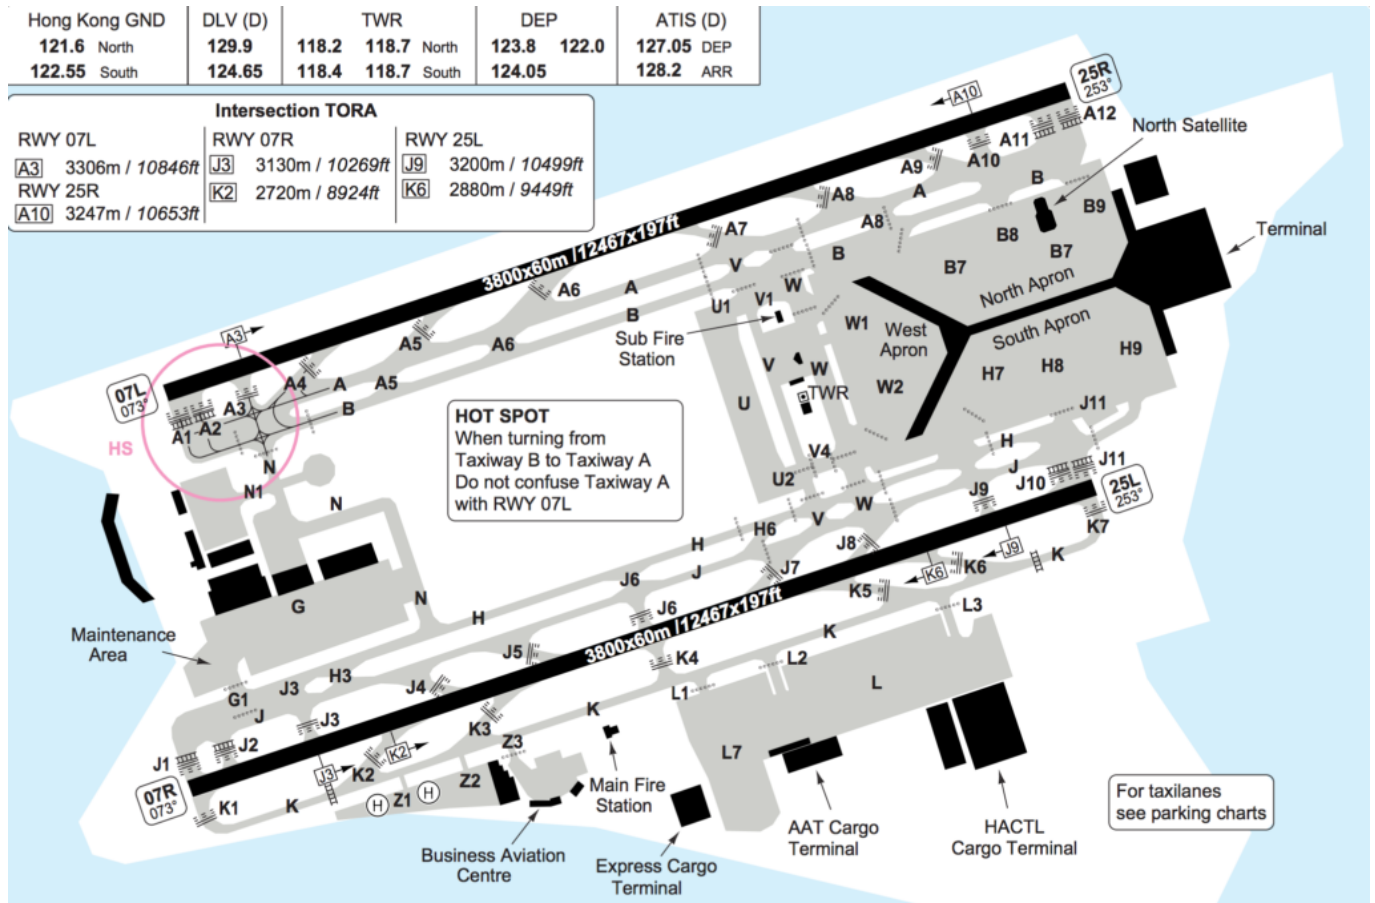 Hong Kong GND
121.6 North
122.55 South
DLV (D)
129.9
124.65
TWR
118.2 118.7 North
118.4 118.7 South
DEP
123.8 122.0
124.05
ATIS (D)
127.05 DEP
128.2 ARR
Intersection TORA
RWY 07L
A3 3306m / 10846ft
RWY 25R
A10 3247m / 10653ft
RWY 07R
J3 3130m / 10269ft
K2 2720m / 8924ft
RWY 25L
J9 3200m / 10499ft
K6 2880m / 9449ft
25R
253°
A10
A12
A11
North Satellite
A10
A9
A
B
A8
B9
A8
Terminal
A7
B8
3800x60m /12467x197ft
B
B7
V
B7
A6
A
W
North Apron
V1
U1
B
Sub Fire
Station
W1
West
Apron
South Apron
A3
A5
A6
H9
V
W
H8
07L
073°
A4
A
A5
W2
H7
TWR
A3
B
U
J11
A1
A2
HOT SPOT
When turning from
Taxiway B to Taxiway A
Do not confuse Taxiway A
with RWY 07L
HS
H
V4
N
J
J11
U2
J10
N1
J9
25L
253°
N
W
V
K7
H6
H
J8
J9
K
J7
K6
K6
J6
J
K5
G
N
L3
J6
H
3800x60m /12467x197ft
K
Maintenance
Area
J5
K4
L2
H3
J3
J4
L
G1
L1
J
J3
K
K3
J2
Z3
K2
L7
J1
J3
K2
Z2
Main Fire
Station
07R
073°
K1
K
H
Z1
H
For taxilanes
see parking charts
AAT Cargo
Terminal
HACTL
Cargo Terminal
Business Aviation
Centre
Express Cargo
Terminal